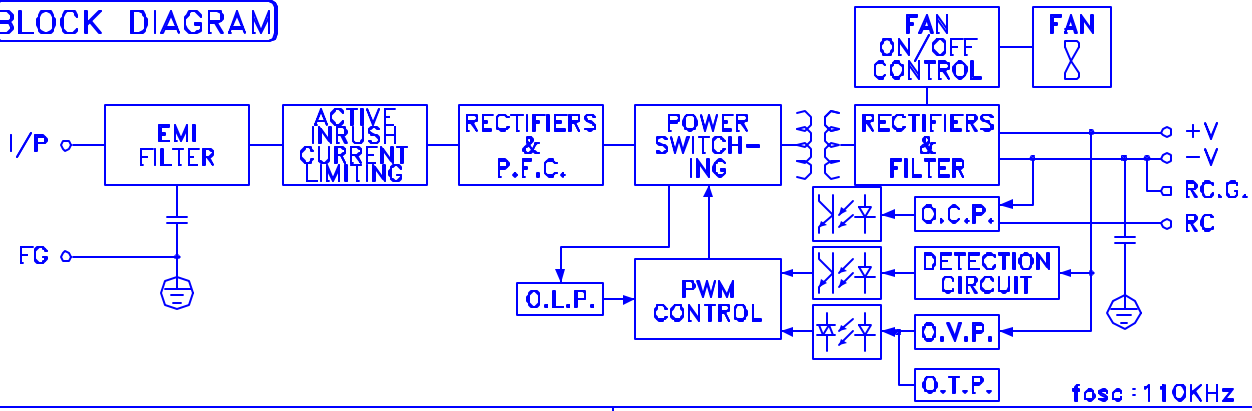 BLOCK DIAGRAM
FAN
ON/OFF
CONTROL
FAN
I/P
EMI
FILTER
ACTIVE
INRUSH
CURRENT
LIMITING
RECTIFIERS
&
P.F.C.
POWER
SWITCH-
ING
RECTIFIERS
&
FILTER
+V
-V
RC.G.
RC
O.C.P.
FG
DETECTION
CIRCUIT
O.L.P.
PWM
CONTROL
O.V.P.
O.T.P.
fosc:110KHz